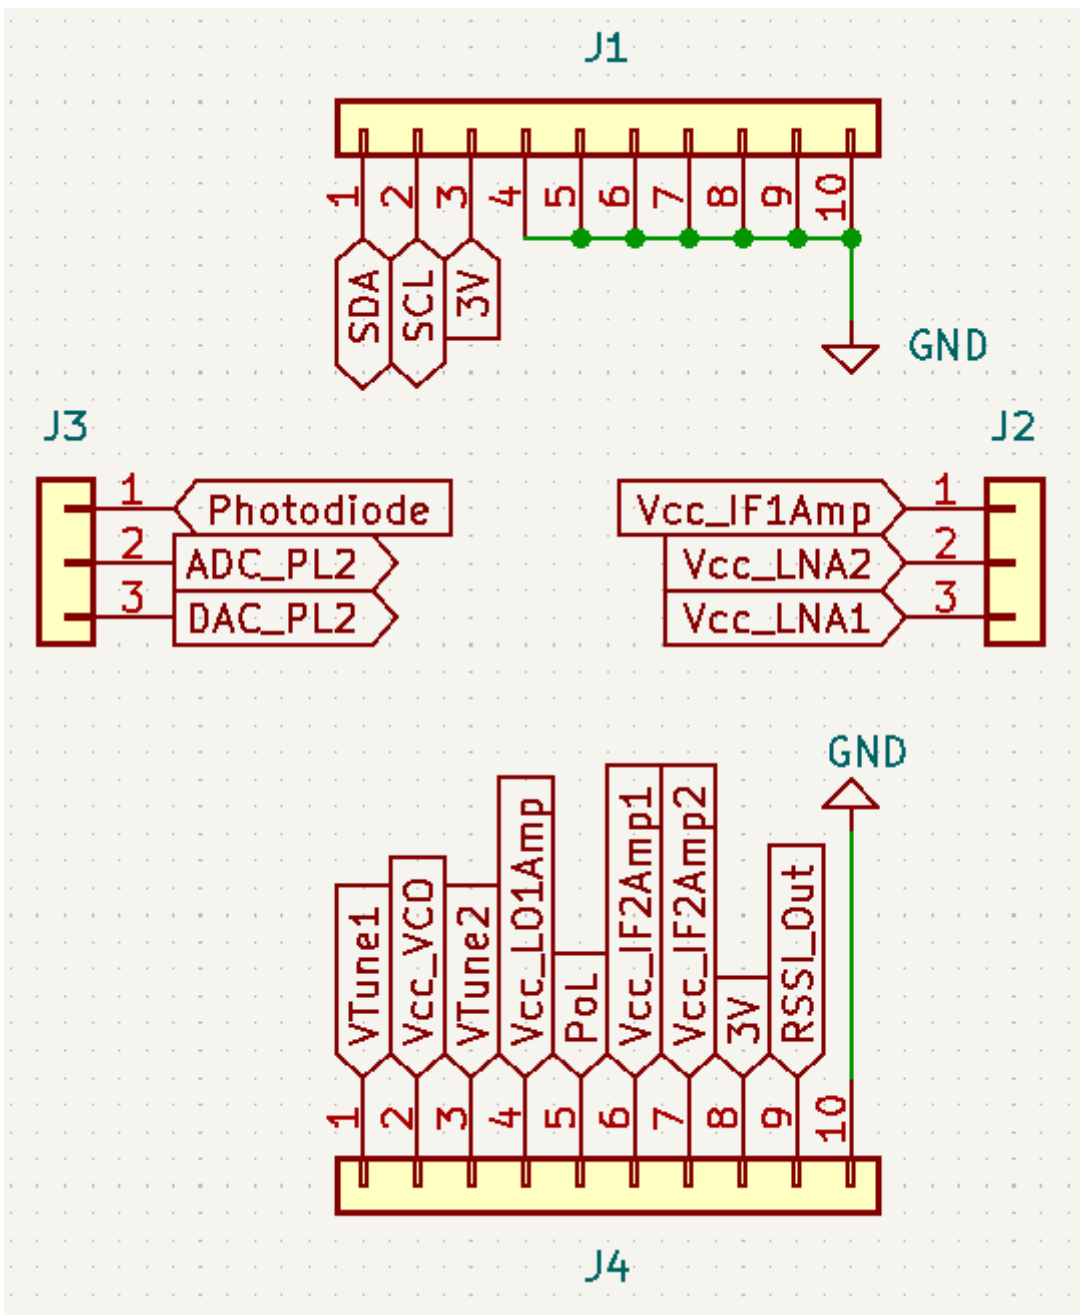 J1
1 2 3 4 5 6 7 8 9 10
SDA SCL 3V
GND
J3
1 Photodiode
2 ADC_PL2
3 DAC_PL2
J2
Vcc_IF1Amp 1
Vcc_LNA2 2
Vcc_LNA1 3
GND
VTune1 Vcc_VCO VTune2 Vcc_LO1Amp PoL Vcc_IF2Amp1 Vcc_IF2Amp2 3V RSSI_Out
1 2 3 4 5 6 7 8 9 10
J4